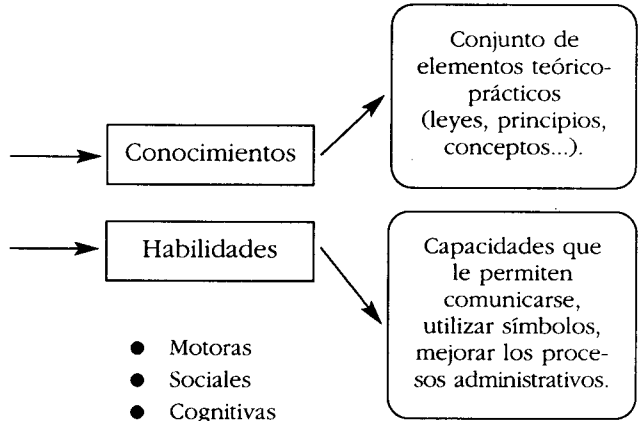 Conocimientos
Conjunto de
elementos teórico-
prácticos
(leyes, principios,
conceptos...).
Habilidades
Capacidades que
le permiten
comunicarse,
utilizar símbolos,
mejorar los proce-
sos administrativos.
● Motoras
● Sociales
● Cognitivas